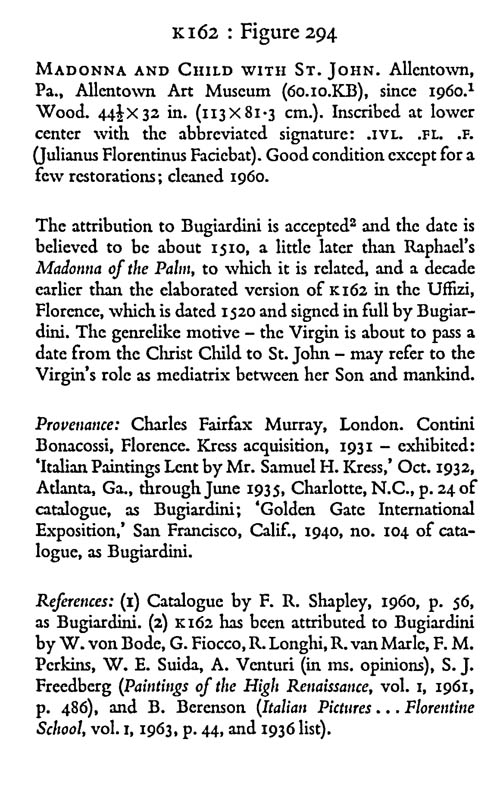 K162 : Figure 294
MADONNA AND CHILD WITH ST. JOHN. Allentown,
Pa., Allentown Art Museum (60.10.KB), since 1960.¹
Wood. 44½×32 in. (113×81·3 cm.). Inscribed at lower
center with the abbreviated signature: .IVL. .FL. .F.
(Julianus Florentinus Faciebat). Good condition except for a
few restorations; cleaned 1960.
The attribution to Bugiardini is accepted² and the date is
believed to be about 1510, a little later than Raphael's
Madonna of the Palm, to which it is related, and a decade
earlier than the elaborated version of K162 in the Uffizi,
Florence, which is dated 1520 and signed in full by Bugiar-
dini. The genrelike motive – the Virgin is about to pass a
date from the Christ Child to St. John – may refer to the
Virgin's role as mediatrix between her Son and mankind.
Provenance: Charles Fairfax Murray, London. Contini
Bonacossi, Florence. Kress acquisition, 1931 – exhibited:
'Italian Paintings Lent by Mr. Samuel H. Kress,' Oct. 1932,
Atlanta, Ga., through June 1935, Charlotte, N.C., p. 24 of
catalogue, as Bugiardini; 'Golden Gate International
Exposition,' San Francisco, Calif., 1940, no. 104 of cata-
logue, as Bugiardini.
References: (1) Catalogue by F. R. Shapley, 1960, p. 56,
as Bugiardini. (2) K162 has been attributed to Bugiardini
by W. von Bode, G. Fiocco, R. Longhi, R. van Marle, F. M.
Perkins, W. E. Suida, A. Venturi (in ms. opinions), S. J.
Freedberg (Paintings of the High Renaissance, vol. I, 1961,
p. 486), and B. Berenson (Italian Pictures . . . Florentine
School, vol. I, 1963, p. 44, and 1936 list).